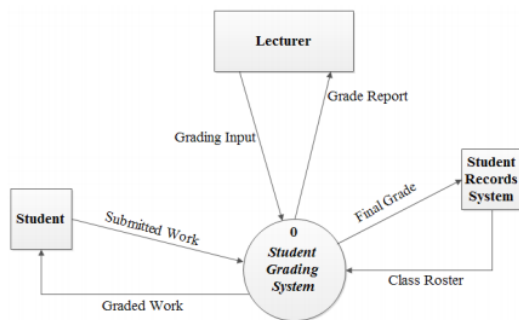 Lecturer
Grade Report
Grading Input
Student
Records
System
Final Grade
Student
Submitted Work
0
Student
Grading
System
Class Roster
Graded Work